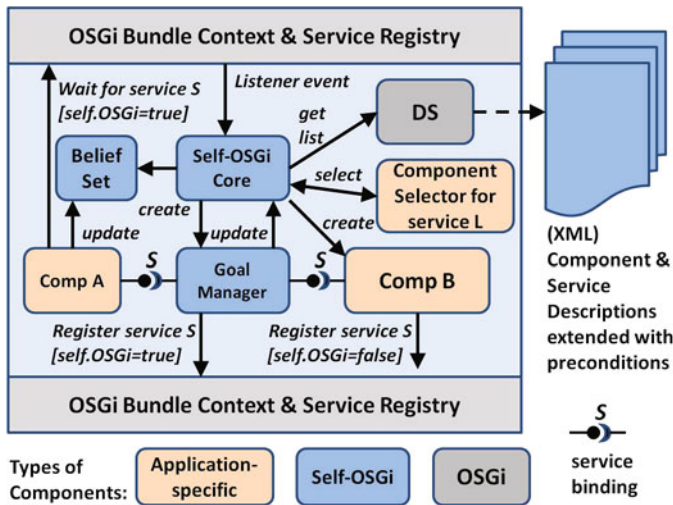 OSGi Bundle Context & Service Registry
Wait for service S
[self.OSGi=true]
Listener event
get
list
DS
Belief
Set
Self-OSGi
Core
select
Component
Selector for
service L
create
update
update
create
S
S
Comp A
Goal
Manager
Comp B
Register service S
[self.OSGi=true]
Register service S
[self.OSGi=false]
OSGi Bundle Context & Service Registry
(XML)
Component &
Service
Descriptions
extended with
preconditions
S
service
binding
Types of
Components:
Application-
specific
Self-OSGi
OSGi